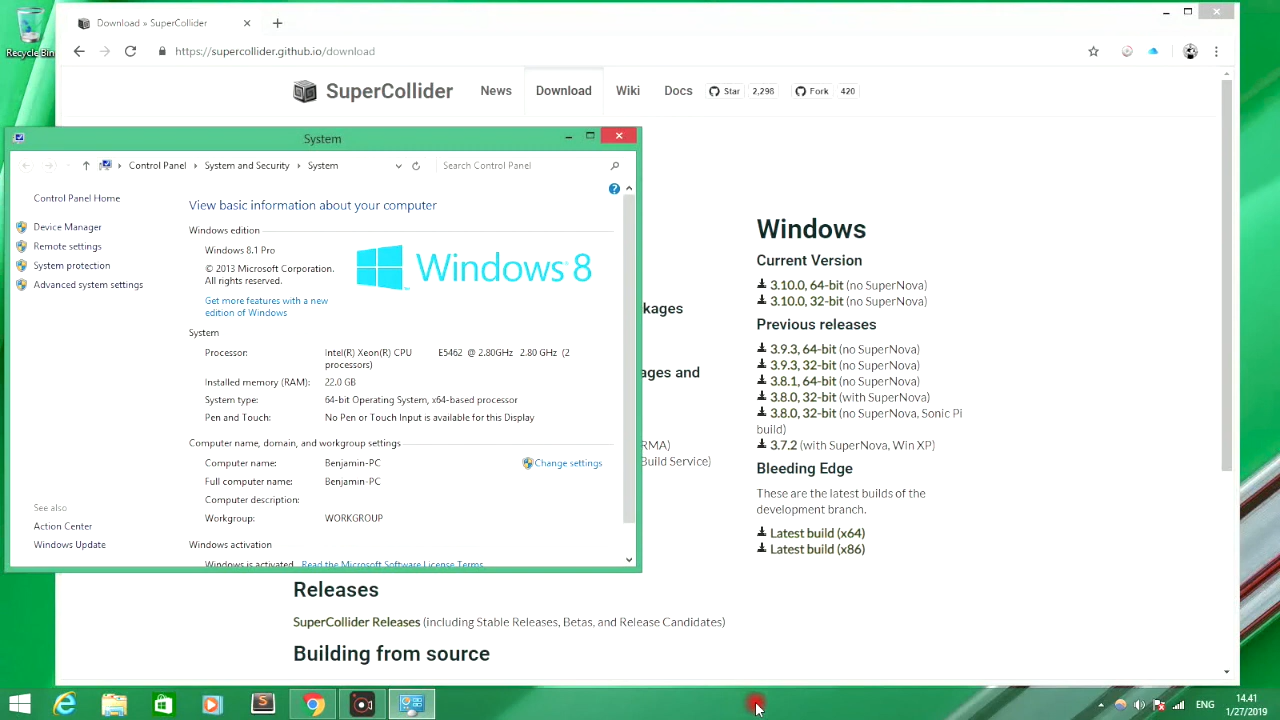 Recycle Bin
Download » SuperCollider
https://supercollider.github.io/download
SuperCollider
News
Download
Wiki
Docs
Star
2,298
Fork
420
System
Control Panel
System and Security
System
Search Control Panel
Control Panel Home
Device Manager
Remote settings
System protection
Advanced system settings
See also
Action Center
Windows Update
View basic information about your computer
Windows edition
Windows 8.1 Pro
© 2013 Microsoft Corporation.
All rights reserved.
Get more features with a new
edition of Windows
Windows 8
System
Processor: Intel(R) Xeon(R) CPU E5462 @ 2.80GHz 2.80 GHz (2
processors)
Installed memory (RAM): 22.0 GB
System type: 64-bit Operating System, x64-based processor
Pen and Touch: No Pen or Touch Input is available for this Display
Computer name, domain, and workgroup settings
Computer name: Benjamin-PC
Change settings
Full computer name: Benjamin-PC
Computer description:
Workgroup: WORKGROUP
Windows activation
Windows is activated Read the Microsoft Software License Terms
kages
ages and
RMA)
Build Service)
Windows
Current Version
3.10.0, 64-bit (no SuperNova)
3.10.0, 32-bit (no SuperNova)
Previous releases
3.9.3, 64-bit (no SuperNova)
3.9.3, 32-bit (no SuperNova)
3.8.1, 64-bit (no SuperNova)
3.8.0, 32-bit (with SuperNova)
3.8.0, 32-bit (no SuperNova, Sonic Pi
build)
3.7.2 (with SuperNova, Win XP)
Bleeding Edge
These are the latest builds of the
development branch.
Latest build (x64)
Latest build (x86)
Releases
SuperCollider Releases (including Stable Releases, Betas, and Release Candidates)
Building from source
ENG
14.41
1/27/2019